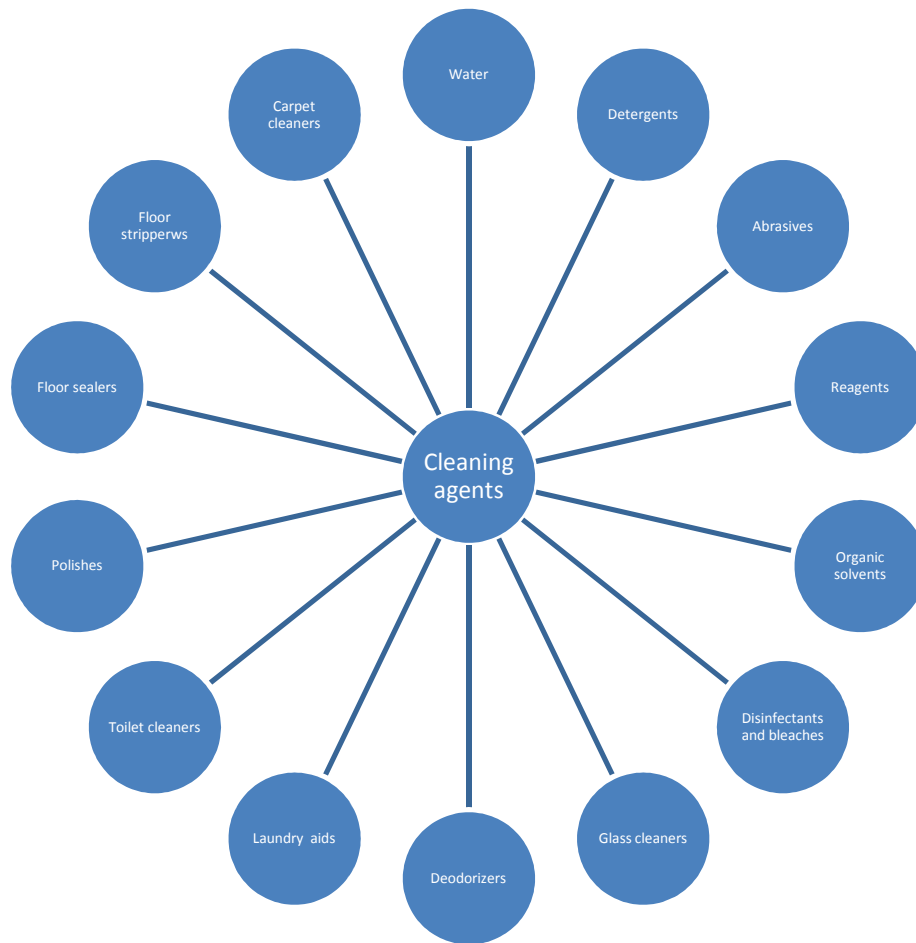 Water
Detergents
Abrasives
Reagents
Organic
solvents
Disinfectants
and bleaches
Glass cleaners
Deodorizers
Laundry  aids
Toilet cleaners
Polishes
Floor sealers
Floor
stripperws
Carpet
cleaners
Cleaning
agents